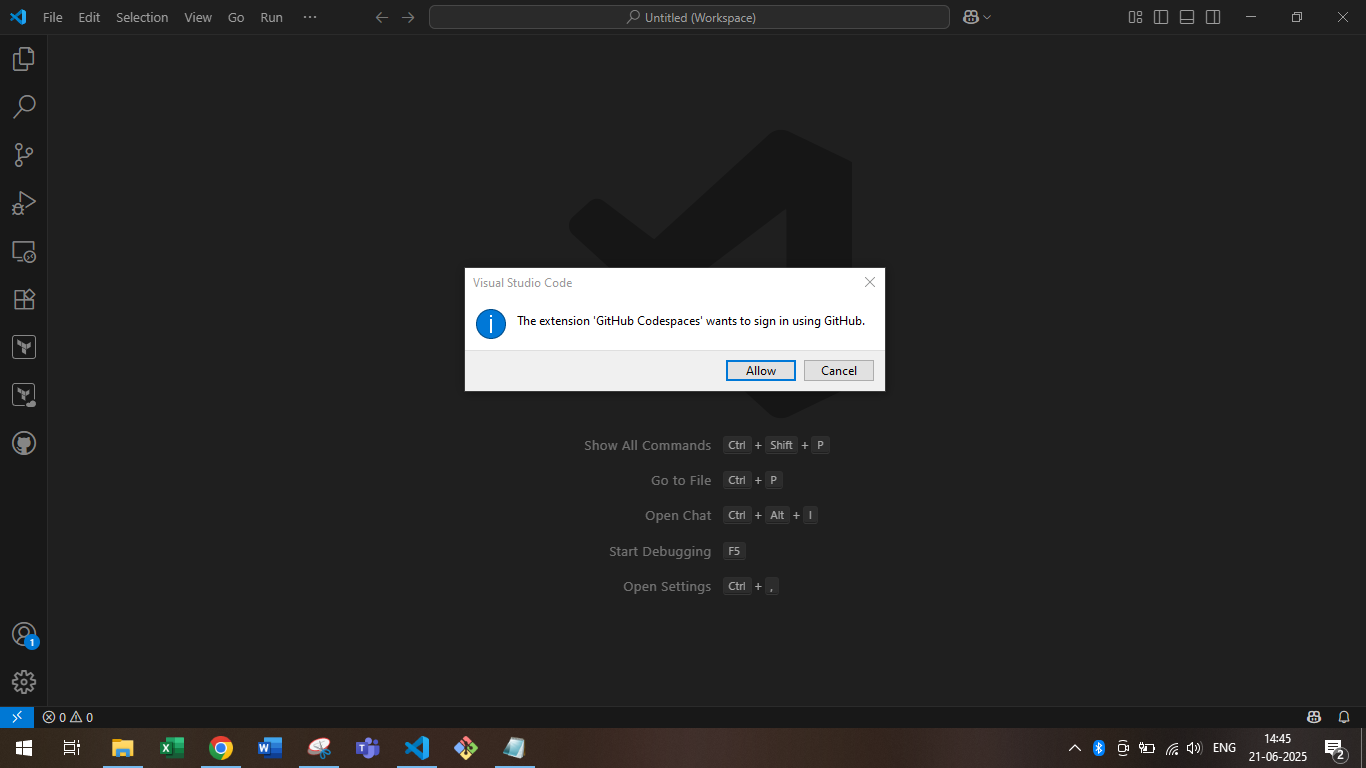 File Edit Selection View Go Run ···
Untitled (Workspace)
Visual Studio Code
The extension 'GitHub Codespaces' wants to sign in using GitHub.
Allow Cancel
Show All Commands Ctrl + Shift + P
Go to File Ctrl + P
Open Chat Ctrl + Alt + I
Start Debugging F5
Open Settings Ctrl + ,
1
0 0
ENG
14:45
21-06-2025
2